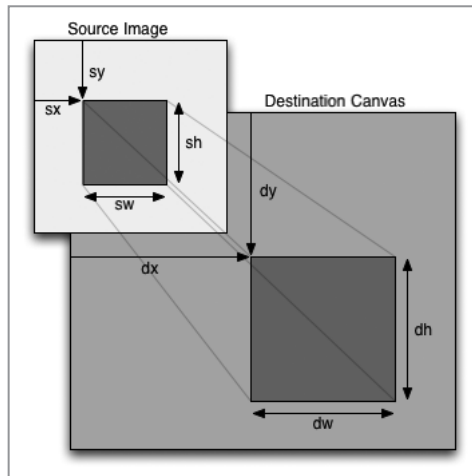 Source Image
sy
sx
sh
sw
Destination Canvas
dy
dx
dh
dw